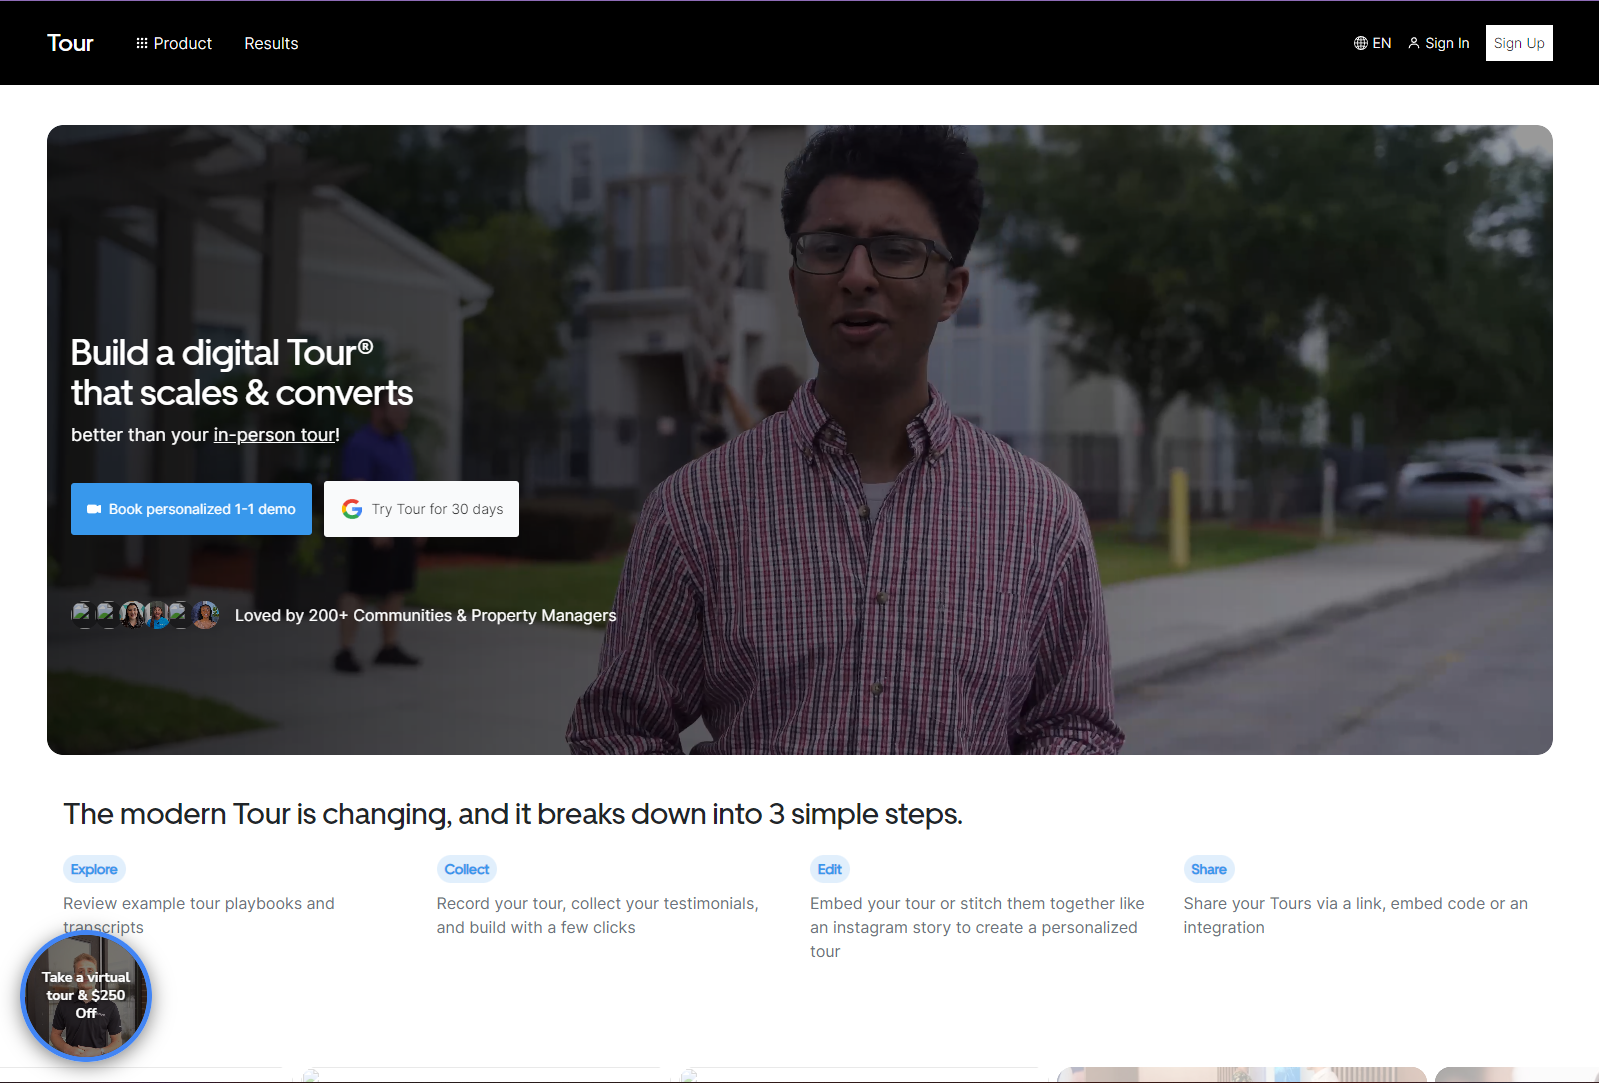 Tour
Product
Results
EN
Sign In
Sign Up
Build a digital Tour®
that scales & converts
better than your in-person tour!
Book personalized 1-1 demo
Try Tour for 30 days
Loved by 200+ Communities & Property Managers
The modern Tour is changing, and it breaks down into 3 simple steps.
Explore
Review example tour playbooks and
transcripts
Collect
Record your tour, collect your testimonials,
and build with a few clicks
Edit
Embed your tour or stitch them together like
an instagram story to create a personalized
tour
Share
Share your Tours via a link, embed code or an
integration
Take a virtual
tour & $250
Off